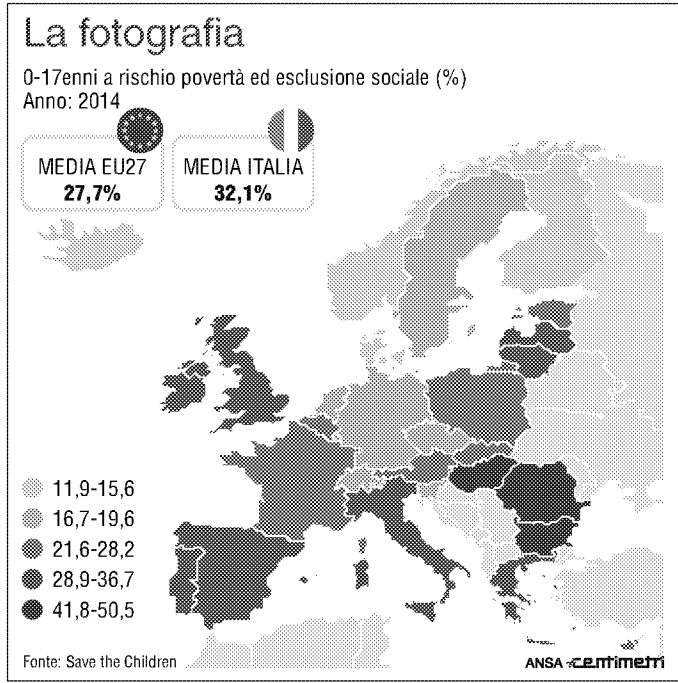 La fotografia
0-17enni a rischio povertà ed esclusione sociale (%)
Anno: 2014
MEDIA EU27
27,7%
MEDIA ITALIA
32,1%
11,9-15,6
16,7-19,6
21,6-28,2
28,9-36,7
41,8-50,5
Fonte: Save the Children
ANSA centimetri